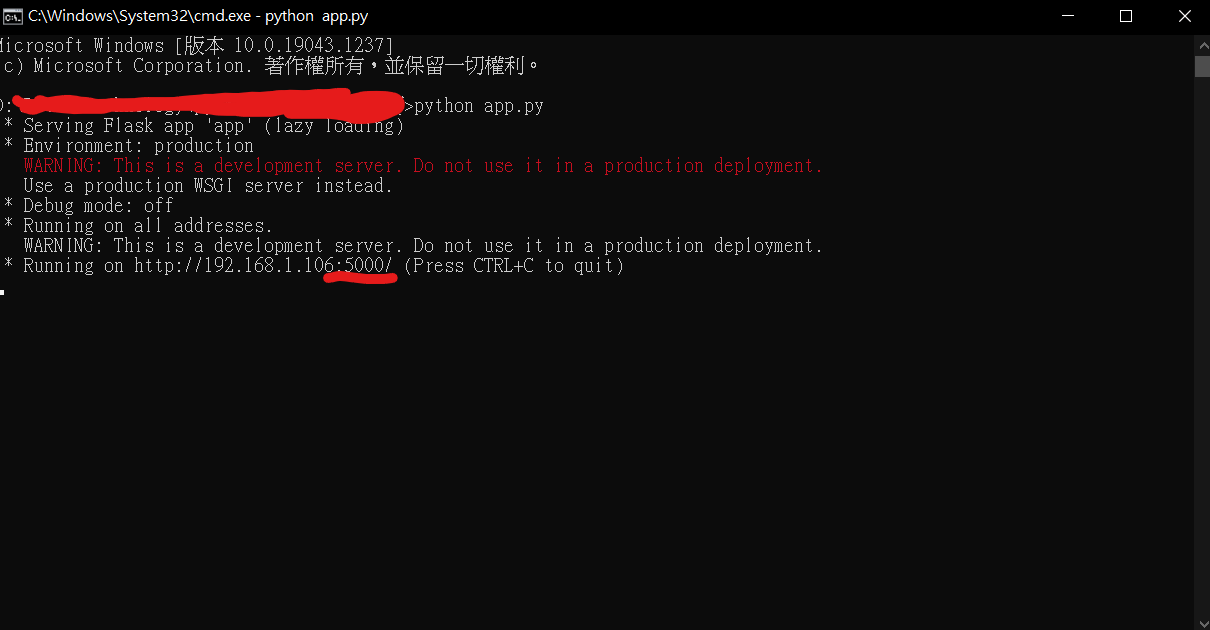 C:\Windows\System32\cmd.exe - python  app.py
Microsoft Windows [版本 10.0.19043.1237]
c) Microsoft Corporation. 著作權所有，並保留一切權利。
D: >python app.py
* Serving Flask app 'app' (lazy loading)
* Environment: production
WARNING: This is a development server. Do not use it in a production deployment.
Use a production WSGI server instead.
* Debug mode: off
* Running on all addresses.
WARNING: This is a development server. Do not use it in a production deployment.
* Running on http://192.168.1.106:5000/ (Press CTRL+C to quit)